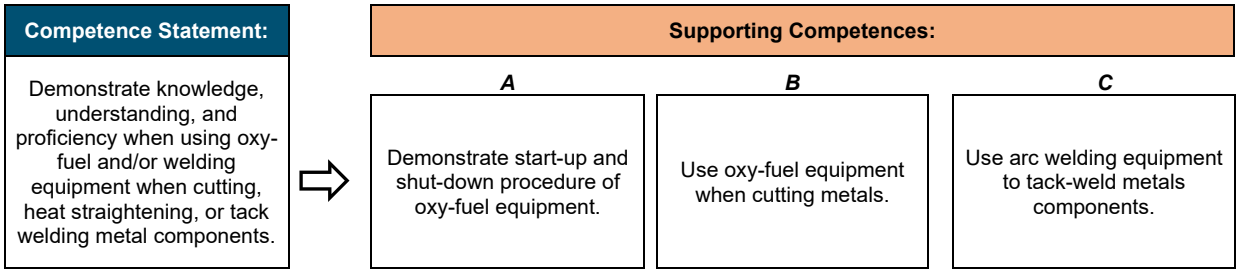 Competence Statement:
Demonstrate knowledge,
understanding, and
proficiency when using oxy-
fuel and/or welding
equipment when cutting,
heat straightening, or tack
welding metal components.
Supporting Competences:
A
Demonstrate start-up and
shut-down procedure of
oxy-fuel equipment.
B
Use oxy-fuel equipment
when cutting metals.
C
Use arc welding equipment
to tack-weld metals
components.